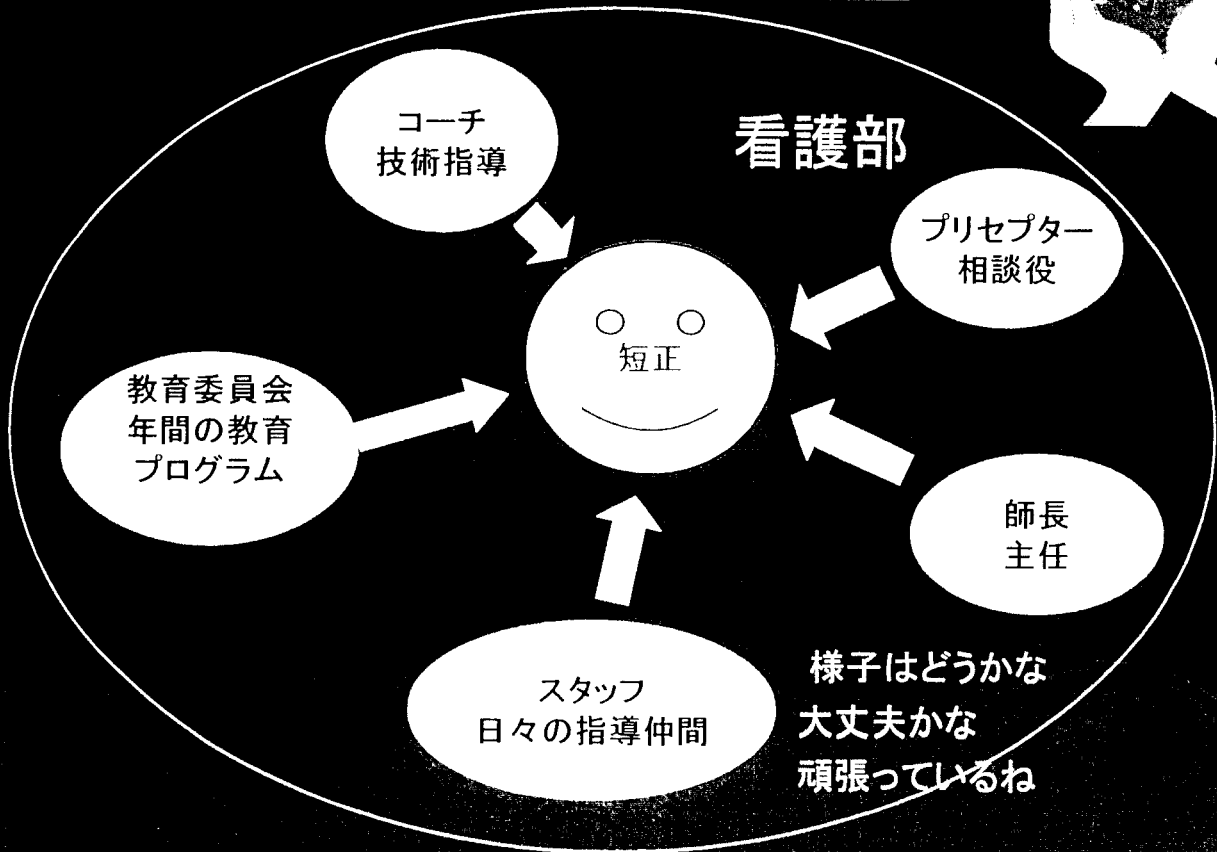 コーチ
技術指導
看護部
プリセプター
相談役
短正
教育委員会
年間の教育
プログラム
師長
主任
スタッフ
日々の指導仲間
様子はどうかな
大丈夫かな
頑張っているね